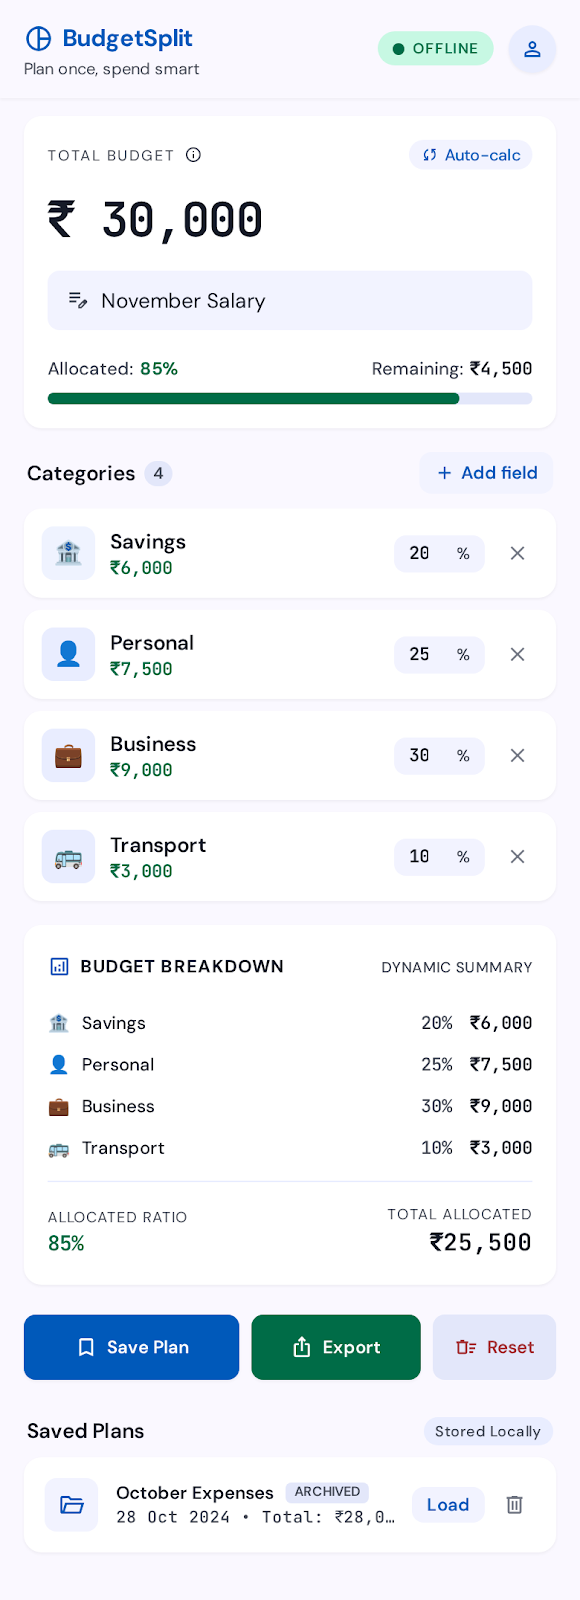 BudgetSplit
Plan once, spend smart
OFFLINE
TOTAL BUDGET
Auto-calc
₹ 30,000
November Salary
Allocated: 85%
Remaining: ₹4,500
Categories 4
+ Add field
Savings
₹6,000
20 %
Personal
₹7,500
25 %
Business
₹9,000
30 %
Transport
₹3,000
10 %
BUDGET BREAKDOWN
DYNAMIC SUMMARY
Savings 20% ₹6,000
Personal 25% ₹7,500
Business 30% ₹9,000
Transport 10% ₹3,000
ALLOCATED RATIO
85%
TOTAL ALLOCATED
₹25,500
Save Plan
Export
Reset
Saved Plans
Stored Locally
October Expenses ARCHIVED
28 Oct 2024 • Total: ₹28,0…
Load